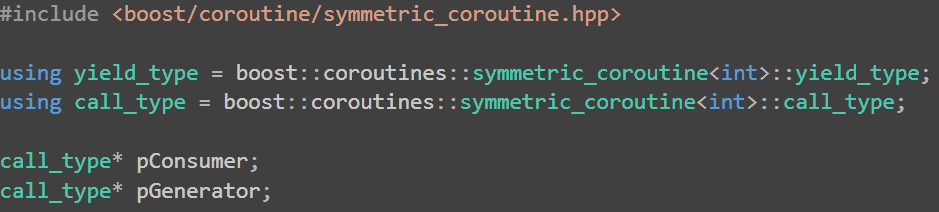 #include <boost/coroutine/symmetric_coroutine.hpp>
using yield_type = boost::coroutines::symmetric_coroutine<int>::yield_type;
using call_type = boost::coroutines::symmetric_coroutine<int>::call_type;
call_type* pConsumer;
call_type* pGenerator;